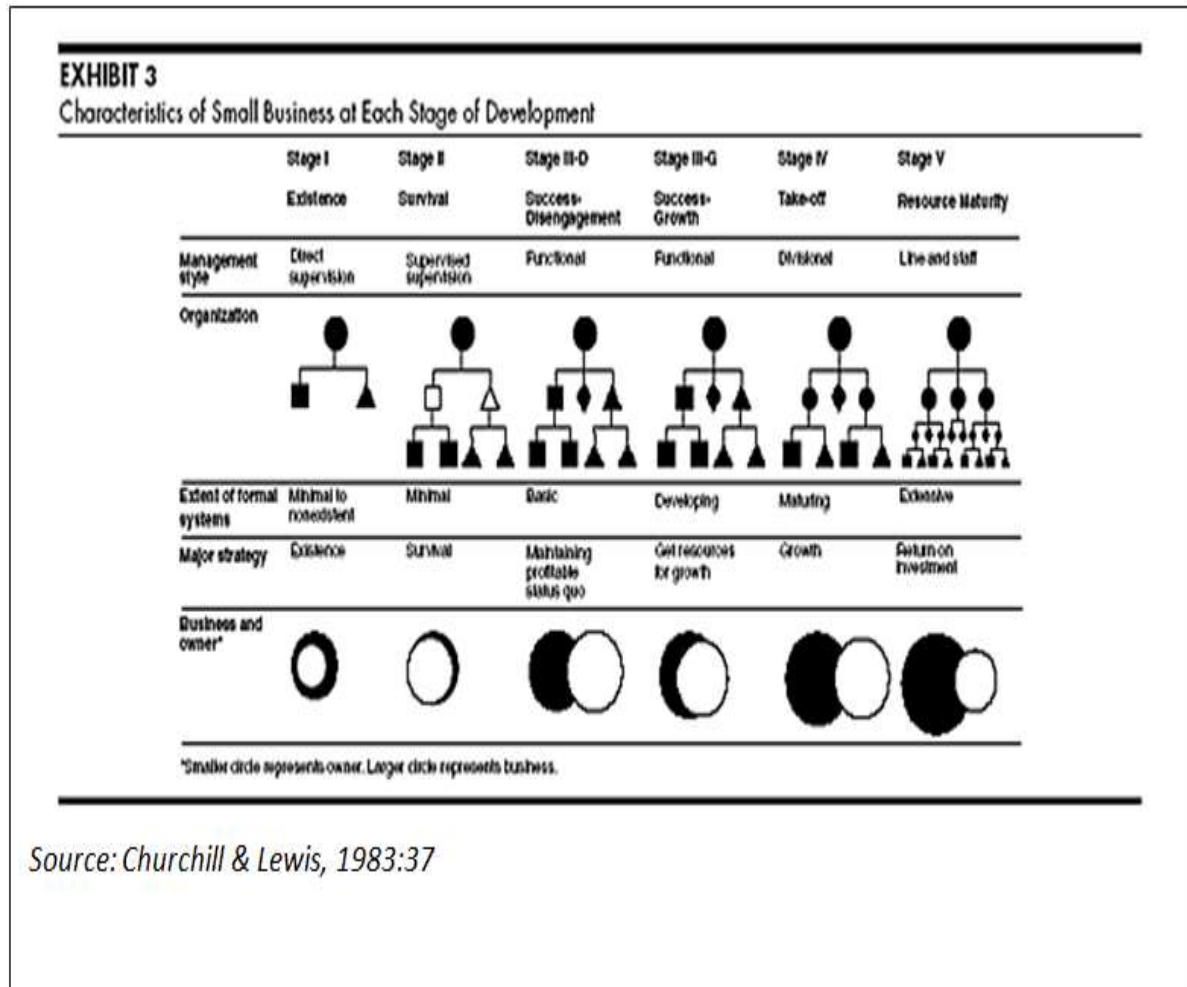 EXHIBIT 3
Characteristics of Small Business at Each Stage of Development
Stage I
Stage II
Stage III-D
Stage III-G
Stage IV
Stage V
Existence
Survival
Success-
Disengagement
Success-
Growth
Take-off
Resource Maturity
Management
style
Direct
supervision
Supervised
supervision
Functional
Functional
Divisional
Line and staff
Organization
Extent of formal
systems
Minimal to
nonexistent
Minimal
Basic
Developing
Maturing
Extensive
Major strategy
Existence
Survival
Maintaining
profitable
status quo
Get resources
for growth
Growth
Return on
investment
Business and
owner*
*Smaller circle represents owner. Larger circle represents business.
Source: Churchill & Lewis, 1983:37